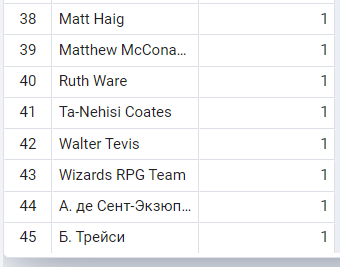 38 Matt Haig 1
39 Matthew McCona... 1
40 Ruth Ware 1
41 Ta-Nehisi Coates 1
42 Walter Tevis 1
43 Wizards RPG Team 1
44 А. де Сент-Экзюп... 1
45 Б. Трейси 1